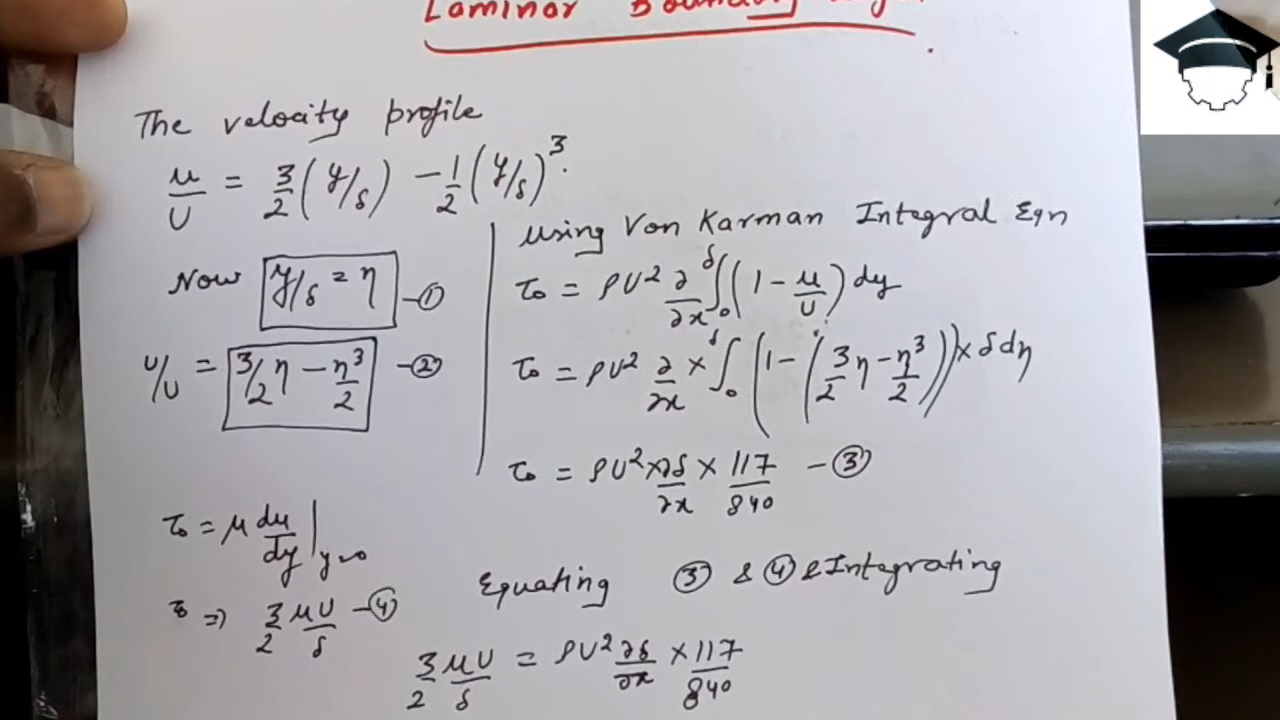 Laminar Boundary
The velocity profile
u/U = 3/2 (y/δ) − 1/2 (y/δ)³.
Now y/δ = η −①
u/U = 3/2 η − η³/2 −②
τ₀ = μ du/dy |y=0
τ₀ => 3/2 μU/δ −④
using Von Karman Integral Eqn
τ₀ = ρU² ∂/∂x ∫₀^δ (1 − u/U) dy
τ₀ = ρU² ∂/∂x × ∫₀^δ (1 − (3/2 η − η³/2)) × δ dη
τ₀ = ρU² × ∂δ/∂x × 117/840 −③
Equating ③ & ④ & Integrating
3/2 μU/δ = ρU² ∂δ/∂x × 117/840